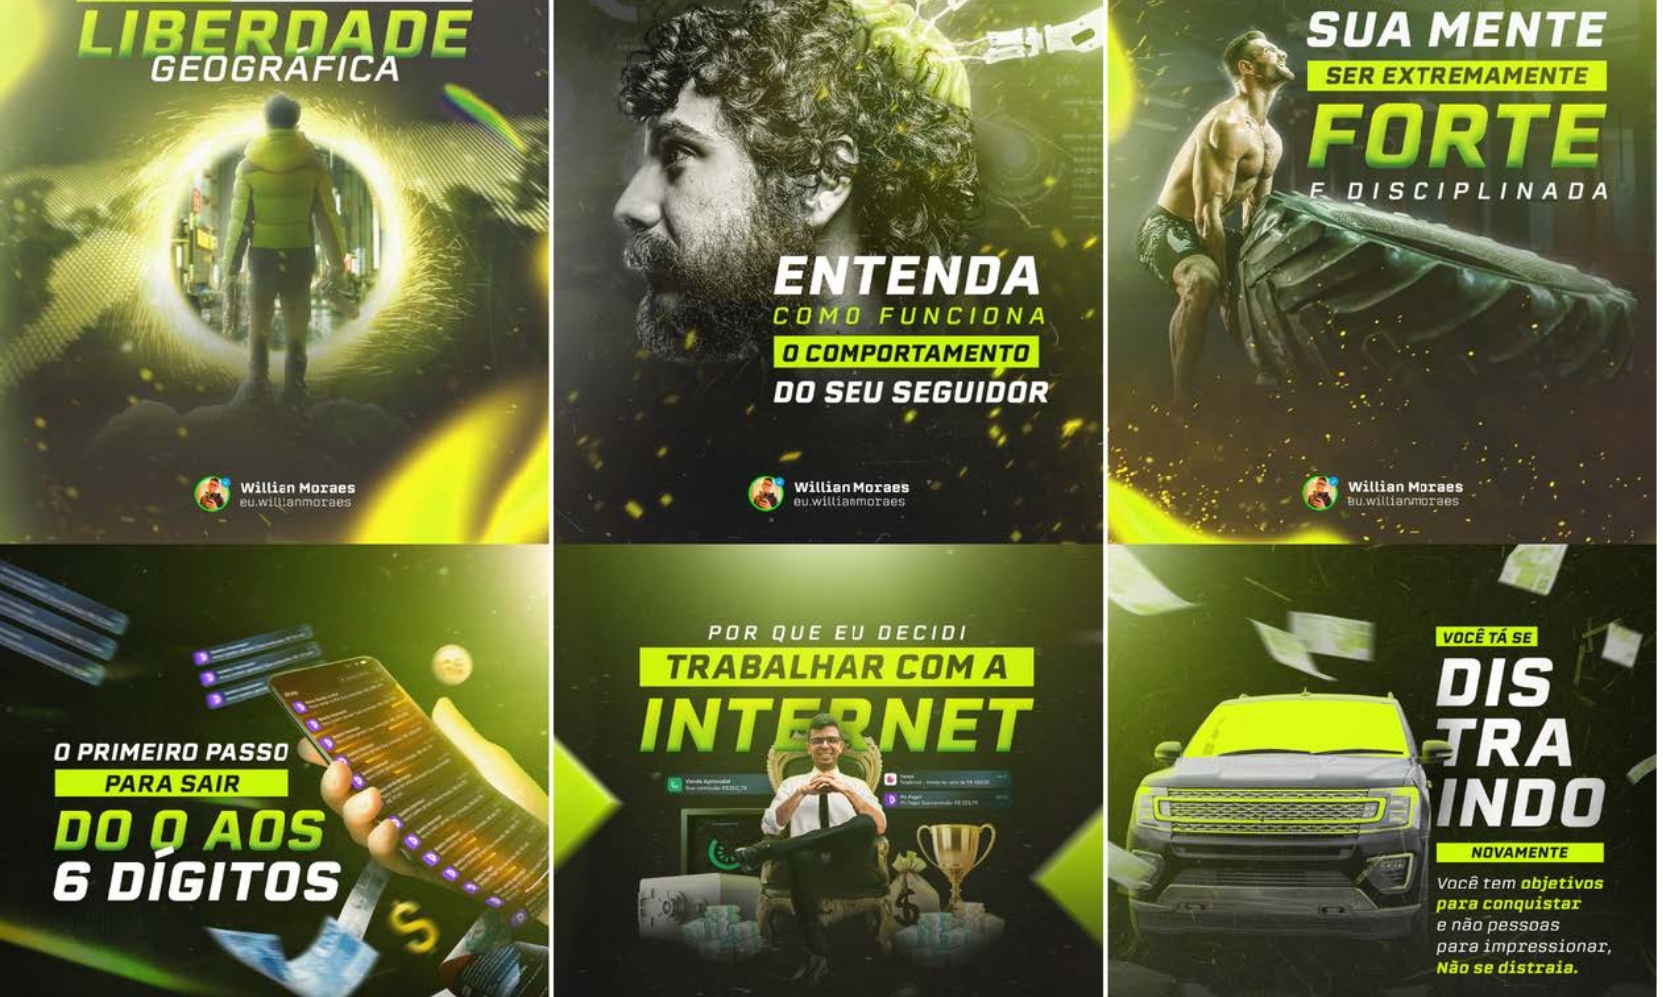 LIBERDADE
GEOGRÁFICA
Willian Moraes
eu.willianmoraes
ENTENDA
COMO FUNCIONA
O COMPORTAMENTO
DO SEU SEGUIDOR
Willian Moraes
eu.willianmoraes
SUA MENTE
SER EXTREMAMENTE
FORTE
E DISCIPLINADA
Willian Moraes
eu.willianmoraes
O PRIMEIRO PASSO
PARA SAIR
DO 0 AOS
6 DÍGITOS
$
POR QUE EU DECIDI
TRABALHAR COM A
INTERNET
Venda Aprovada!
$
VOCÊ TÁ SE
DIS
TRA
INDO
NOVAMENTE
Você tem objetivos
para conquistar
e não pessoas
para impressionar,
Não se distraia.